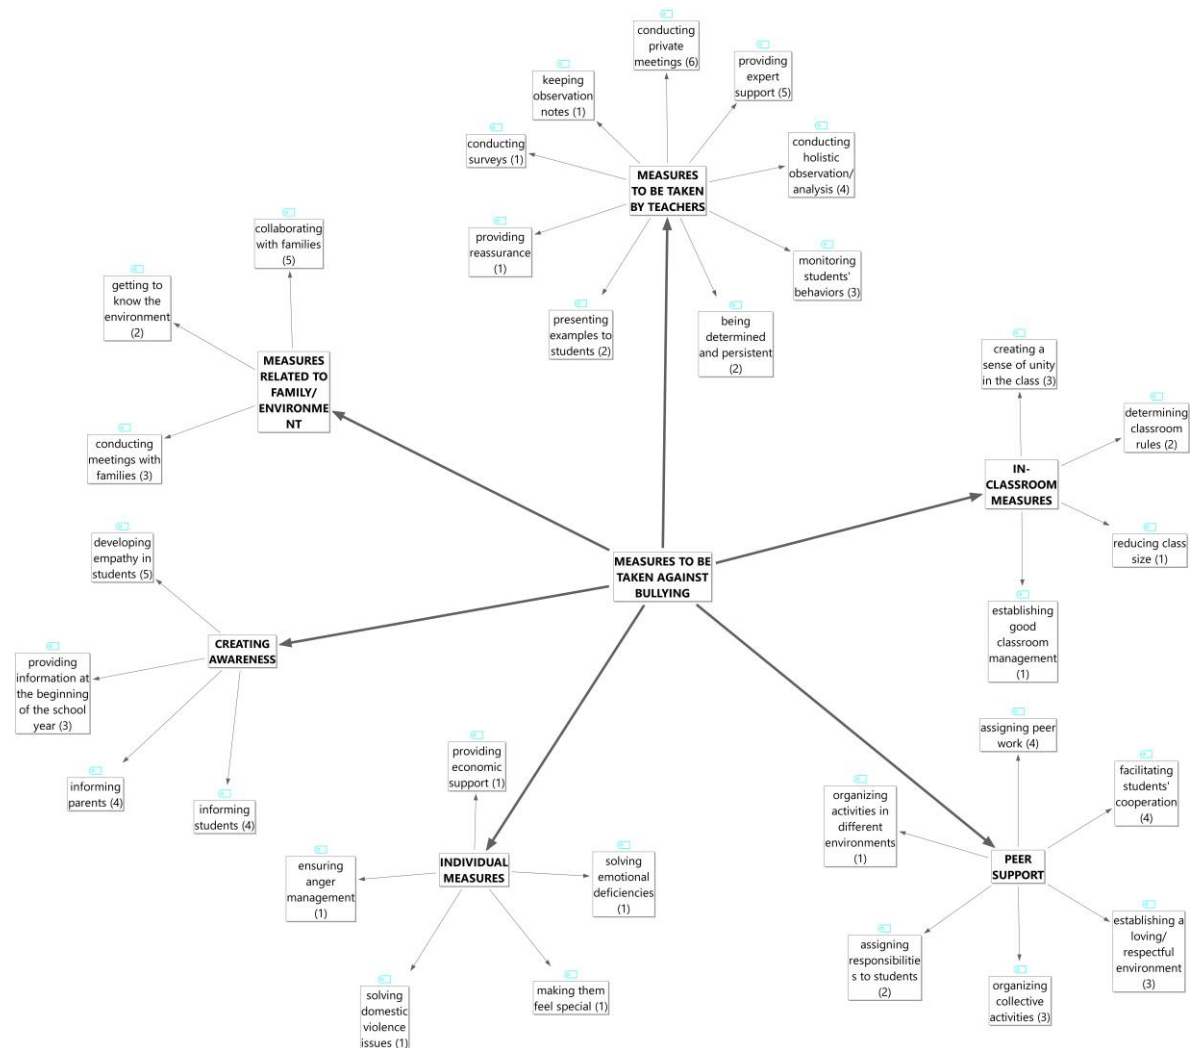 conducting
private
meetings (6)
providing
expert
support (5)
keeping
observation
notes (1)
conducting
surveys (1)
conducting
holistic
observation/
analysis (4)
MEASURES
TO BE TAKEN
BY TEACHERS
providing
reassurance
(1)
monitoring
students'
behaviors (3)
presenting
examples to
students (2)
being
determined
and persistent
(2)
collaborating
with families
(5)
getting to
know the
environment
(2)
MEASURES
RELATED TO
FAMILY/
ENVIRONME
NT
conducting
meetings with
families (3)
creating a
sense of unity
in the class (3)
determining
classroom
rules (2)
IN-
CLASSROOM
MEASURES
reducing class
size (1)
establishing
good
classroom
management
(1)
MEASURES TO BE
TAKEN AGAINST
BULLYING
developing
empathy in
students (5)
CREATING
AWARENESS
providing
information at
the beginning
of the school
year (3)
informing
parents (4)
informing
students (4)
providing
economic
support (1)
INDIVIDUAL
MEASURES
ensuring
anger
management
(1)
solving
emotional
deficiencies
(1)
solving
domestic
violence
issues (1)
making them
feel special (1)
assigning peer
work (4)
facilitating
students'
cooperation
(4)
organizing
activities in
different
environments
(1)
PEER
SUPPORT
establishing a
loving/
respectful
environment
(3)
assigning
responsibilitie
s to students
(2)
organizing
collective
activities (3)